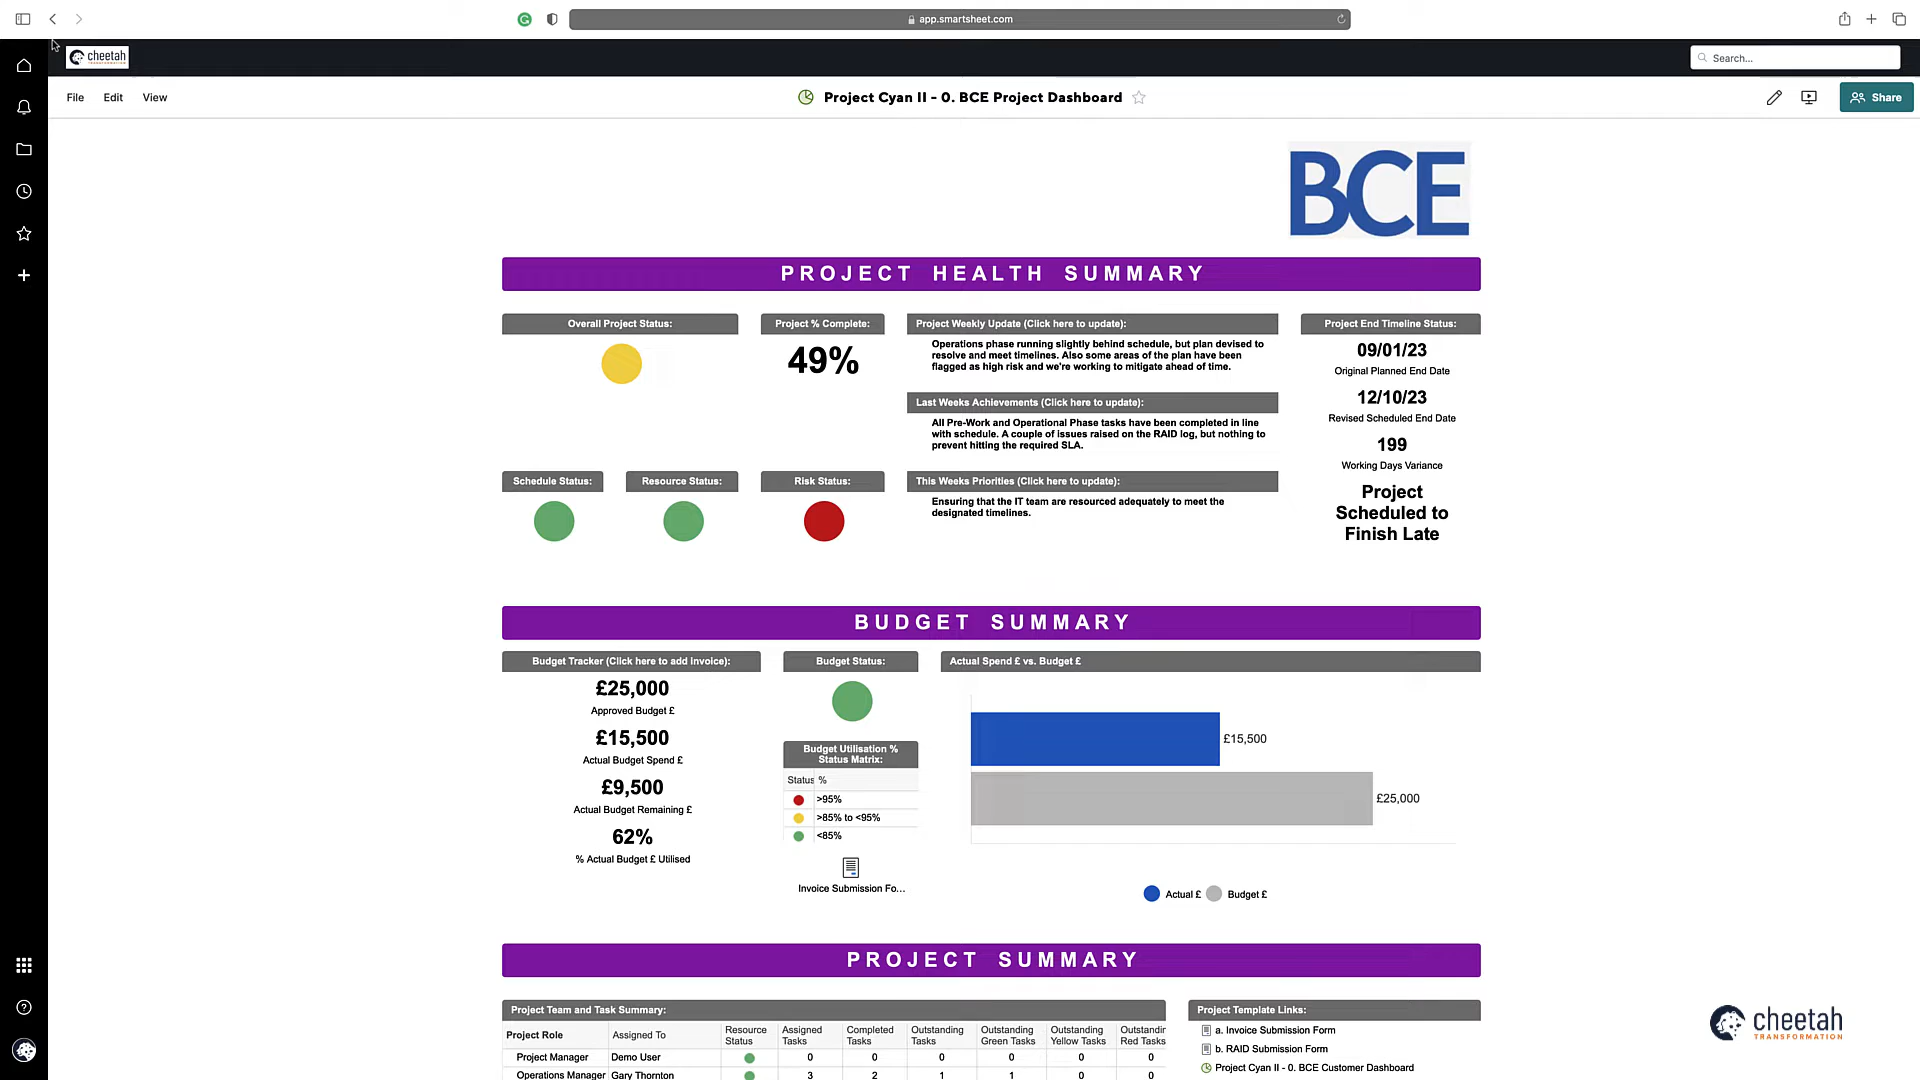 app.smartsheet.com
cheetah
Search...
File Edit View
Project Cyan II - 0. BCE Project Dashboard
Share
BCE
PROJECT HEALTH SUMMARY
Overall Project Status:
Project % Complete:
49%
Project Weekly Update (Click here to update):
Operations phase running slightly behind schedule, but plan devised to
resolve and meet timelines. Also some areas of the plan have been
flagged as high risk and we're working to mitigate ahead of time.
Last Weeks Achievements (Click here to update):
All Pre-Work and Operational Phase tasks have been completed in line
with schedule. A couple of issues raised on the RAID log, but nothing to
prevent hitting the required SLA.
Project End Timeline Status:
09/01/23
Original Planned End Date
12/10/23
Revised Scheduled End Date
199
Working Days Variance
Project
Scheduled to
Finish Late
Schedule Status:
Resource Status:
Risk Status:
This Weeks Priorities (Click here to update):
Ensuring that the IT team are resourced adequately to meet the
designated timelines.
BUDGET SUMMARY
Budget Tracker (Click here to add invoice):
£25,000
Approved Budget £
£15,500
Actual Budget Spend £
£9,500
Actual Budget Remaining £
62%
% Actual Budget £ Utilised
Budget Status:
Budget Utilisation %
Status Matrix:
Status %
>95%
>85% to <95%
<85%
Invoice Submission Fo...
Actual Spend £ vs. Budget £
£15,500
£25,000
Actual £ Budget £
PROJECT SUMMARY
Project Team and Task Summary:
Project Role Assigned To Resource Status Assigned Tasks Completed Tasks Outstanding Tasks Outstanding Green Tasks Outstanding Yellow Tasks Outstandin Red Tasks
Project Manager Demo User 0 0 0 0 0 0
Operations Manager Gary Thornton 3 2 1 1 0 0
Project Template Links:
a. Invoice Submission Form
b. RAID Submission Form
Project Cyan II - 0. BCE Customer Dashboard
cheetah
TRANSFORMATION